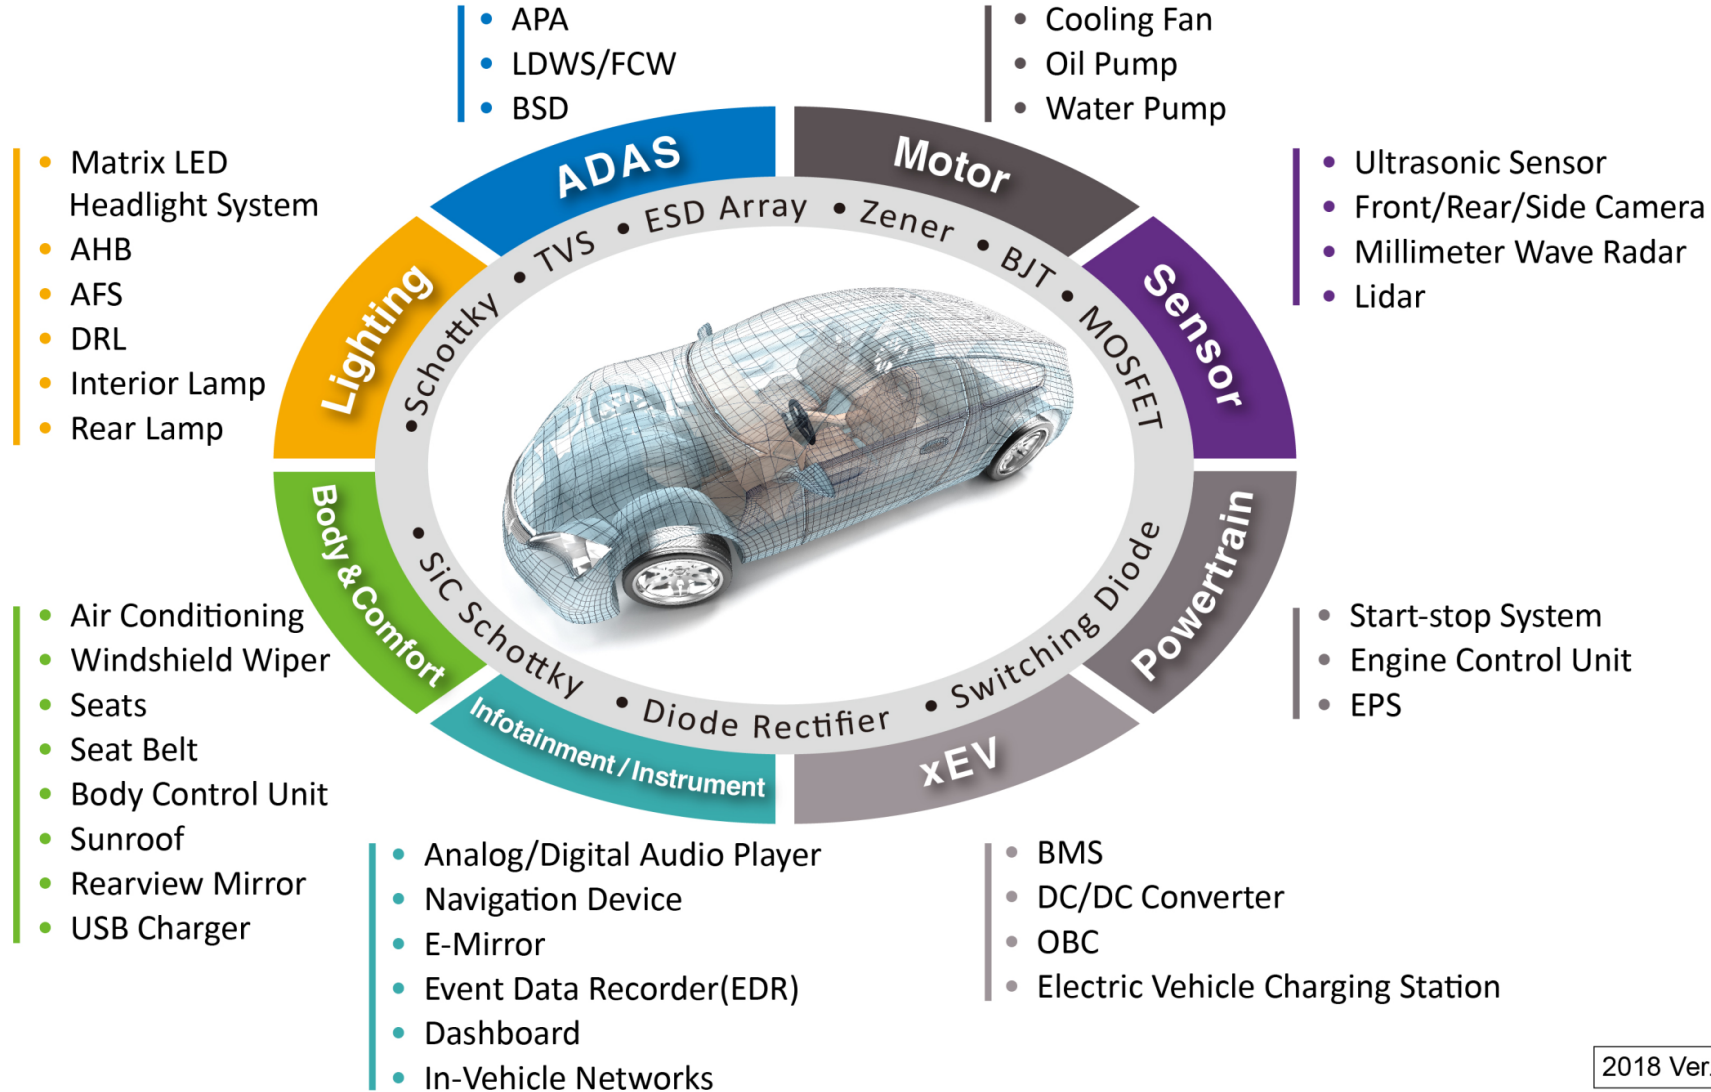 APA
LDWS/FCW
BSD
Cooling Fan
Oil Pump
Water Pump
Matrix LED
Headlight System
AHB
AFS
DRL
Interior Lamp
Rear Lamp
Ultrasonic Sensor
Front/Rear/Side Camera
Millimeter Wave Radar
Lidar
ADAS
Motor
Lighting
Sensor
Body & Comfort
Powertrain
Infotainment / Instrument
xEV
Schottky
TVS
ESD Array
Zener
BJT
MOSFET
SiC Schottky
Diode Rectifier
Switching Diode
Air Conditioning
Windshield Wiper
Seats
Seat Belt
Body Control Unit
Sunroof
Rearview Mirror
USB Charger
Start-stop System
Engine Control Unit
EPS
Analog/Digital Audio Player
Navigation Device
E-Mirror
Event Data Recorder(EDR)
Dashboard
In-Vehicle Networks
BMS
DC/DC Converter
OBC
Electric Vehicle Charging Station
2018 Ver.